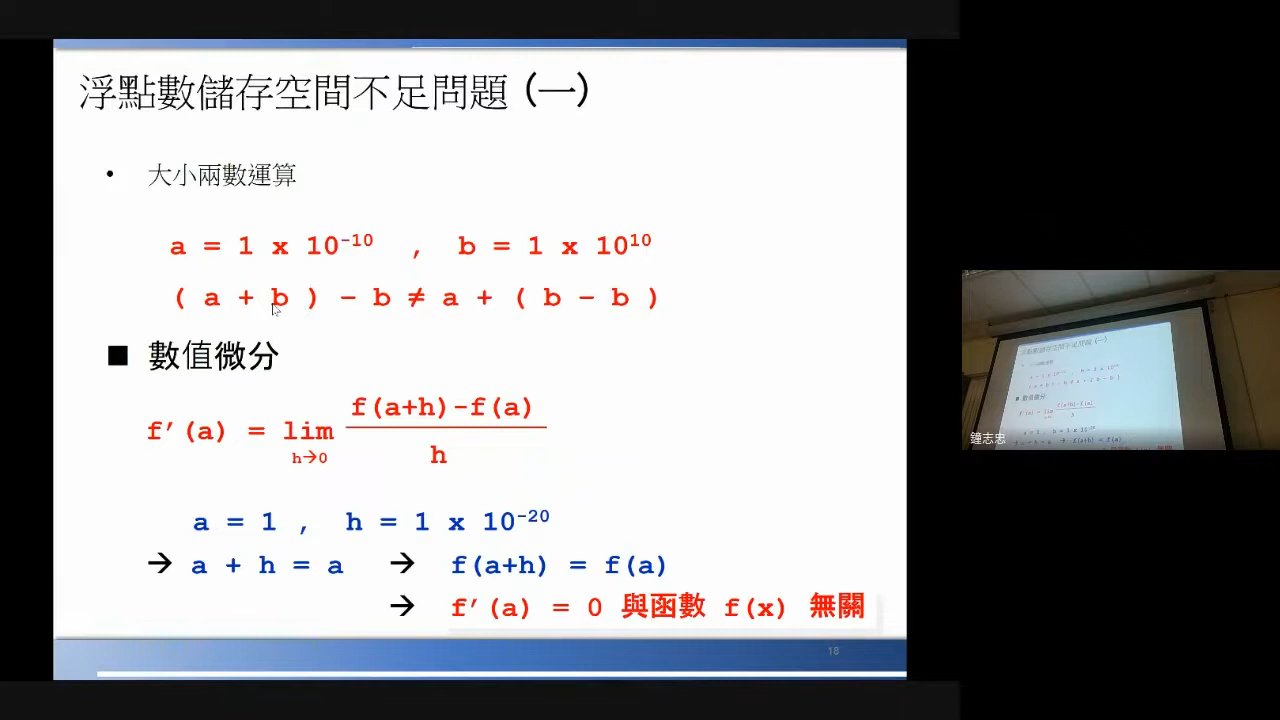 浮點數儲存空間不足問題 (一)
• 大小兩數運算
a = 1 x 10⁻¹⁰ , b = 1 x 10¹⁰
( a + b ) – b ≠ a + ( b – b )
■ 數值微分
f’(a) = lim h→0 f(a+h)-f(a) / h
a = 1 , h = 1 x 10⁻²⁰
→ a + h = a → f(a+h) = f(a)
→ f’(a) = 0 與函數 f(x) 無關
18
鐘志忠